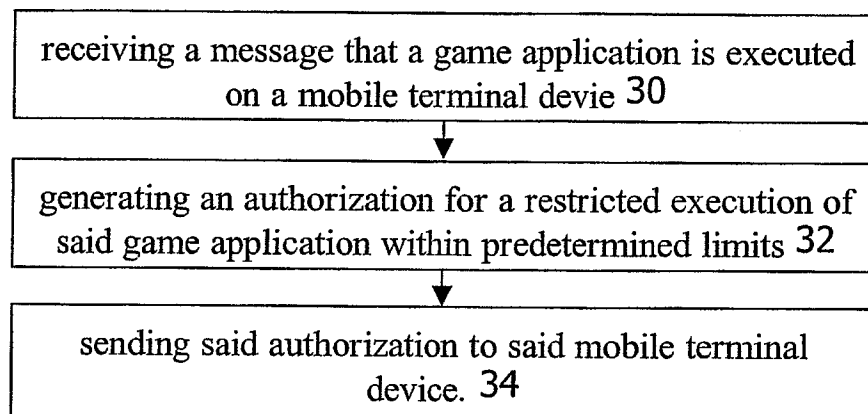 receiving a message that a game application is executed
on a mobile terminal devie 30
generating an authorization for a restricted execution of
said game application within predetermined limits 32
sending said authorization to said mobile terminal
device. 34